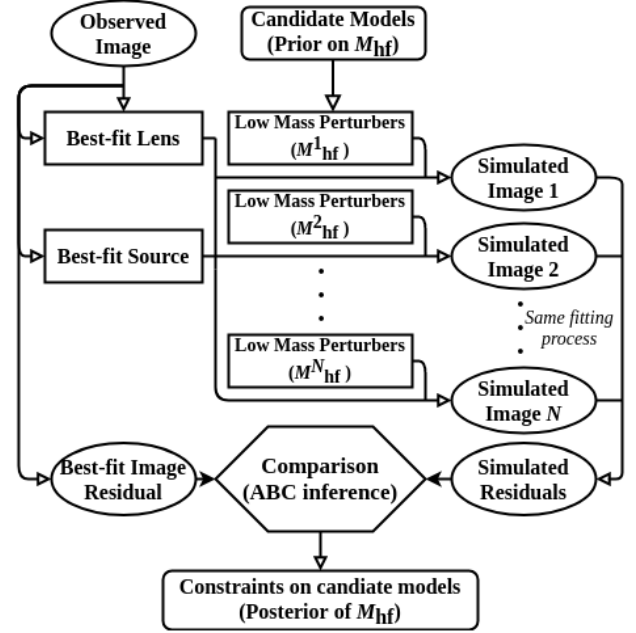 Observed
Image
Candidate Models
(Prior on Mhf)
Best-fit Lens
Low Mass Perturbers
(M1hf )
Simulated
Image 1
Low Mass Perturbers
(M2hf )
Best-fit Source
Simulated
Image 2
Same fitting
process
Low Mass Perturbers
(MNhf )
Simulated
Image N
Best-fit Image
Residual
Comparison
(ABC inference)
Simulated
Residuals
Constraints on candiate models
(Posterior of Mhf)